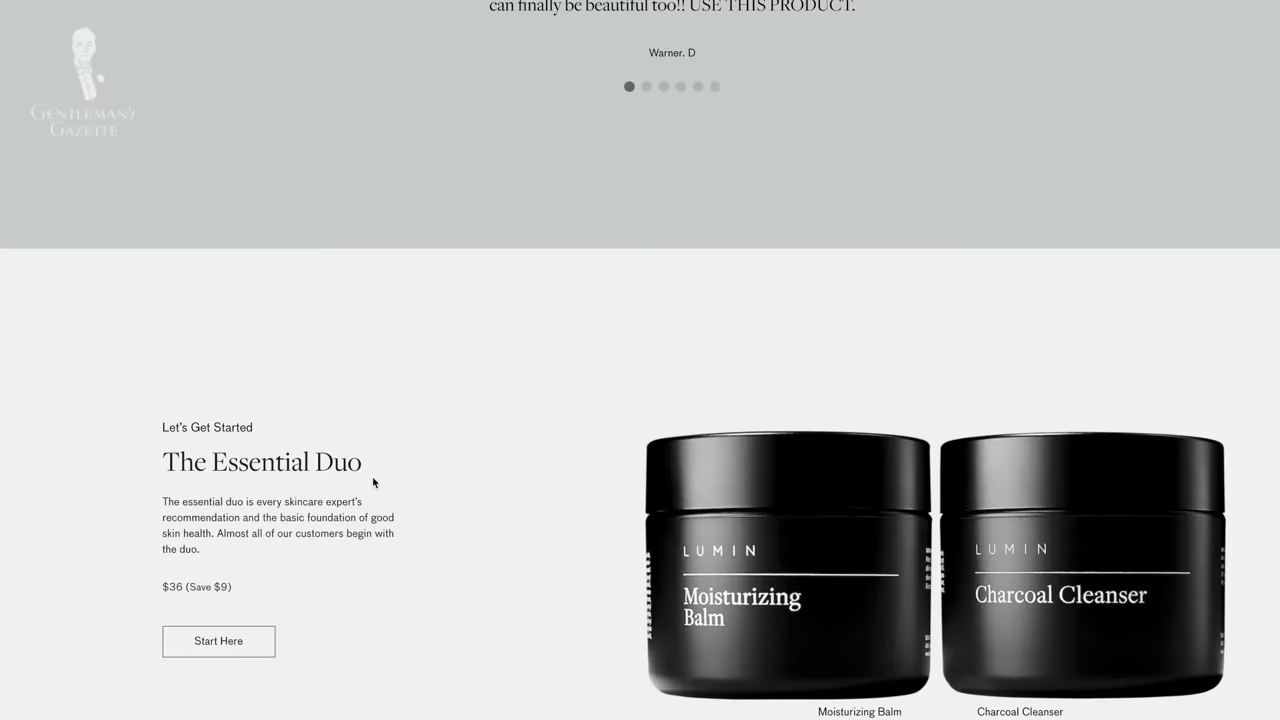 can finally be beautiful too!! USE THIS PRODUCT.
Warner. D
GENTLEMAN'S
GAZETTE
Let's Get Started
The Essential Duo
The essential duo is every skincare expert's
recommendation and the basic foundation of good
skin health. Almost all of our customers begin with
the duo.
$36 (Save $9)
Start Here
LUMIN
Moisturizing
Balm
LUMIN
Charcoal Cleanser
Moisturizing Balm
Charcoal Cleanser